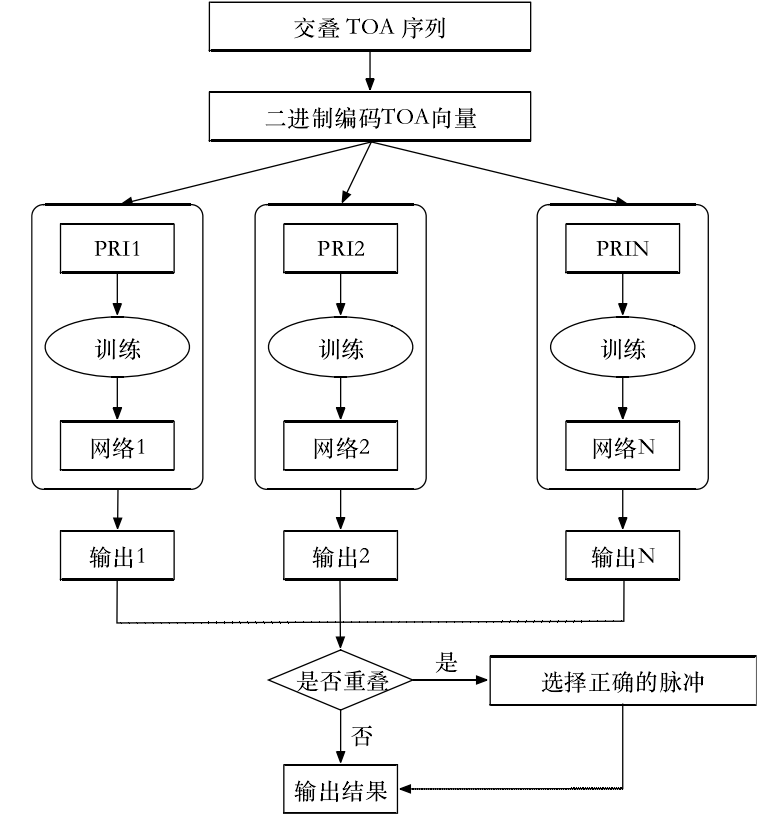 交叠 TOA 序列
二进制编码TOA向量
PRI1
PRI2
PRIN
训练
训练
训练
网络1
网络2
网络N
输出1
输出2
输出N
是否重叠
是
选择正确的脉冲
否
输出结果